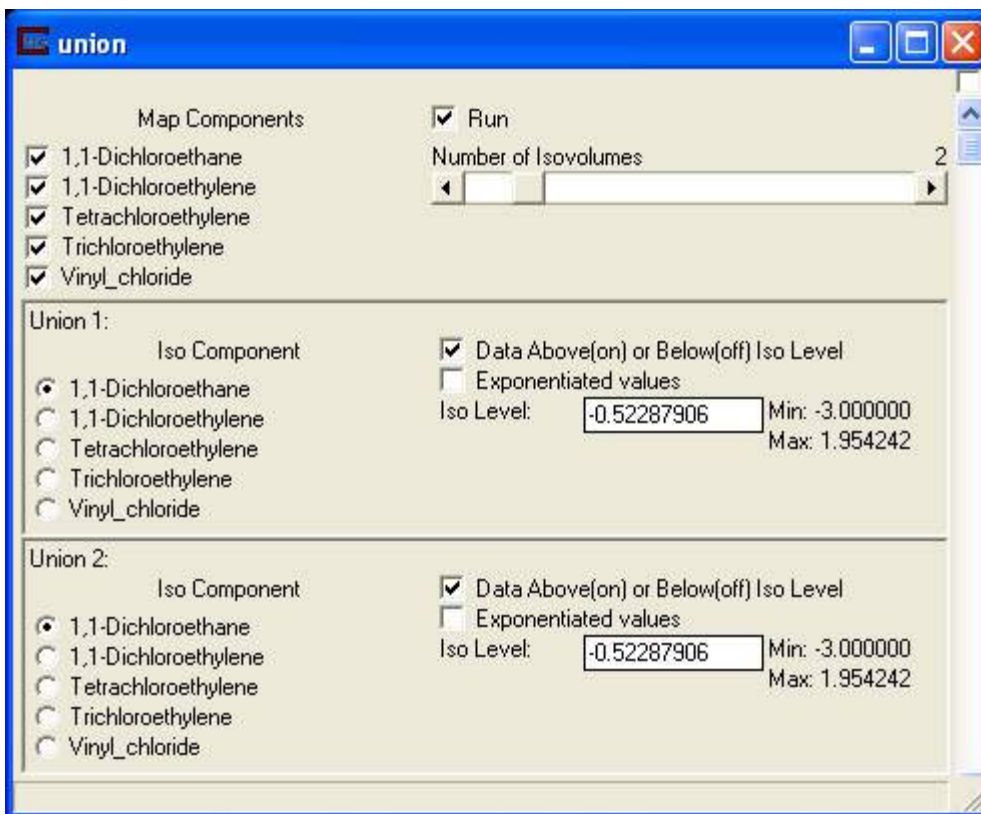 union
Map Components
Run
1,1-Dichloroethane
Number of Isovolumes 2
1,1-Dichloroethylene
Tetrachloroethylene
Trichloroethylene
Vinyl_chloride
Union 1:
Iso Component
Data Above(on) or Below(off) Iso Level
1,1-Dichloroethane
Exponentiated values
1,1-Dichloroethylene
Iso Level: -0.52287906 Min: -3.000000
Tetrachloroethylene
Max: 1.954242
Trichloroethylene
Vinyl_chloride
Union 2:
Iso Component
Data Above(on) or Below(off) Iso Level
1,1-Dichloroethane
Exponentiated values
1,1-Dichloroethylene
Iso Level: -0.52287906 Min: -3.000000
Tetrachloroethylene
Max: 1.954242
Trichloroethylene
Vinyl_chloride